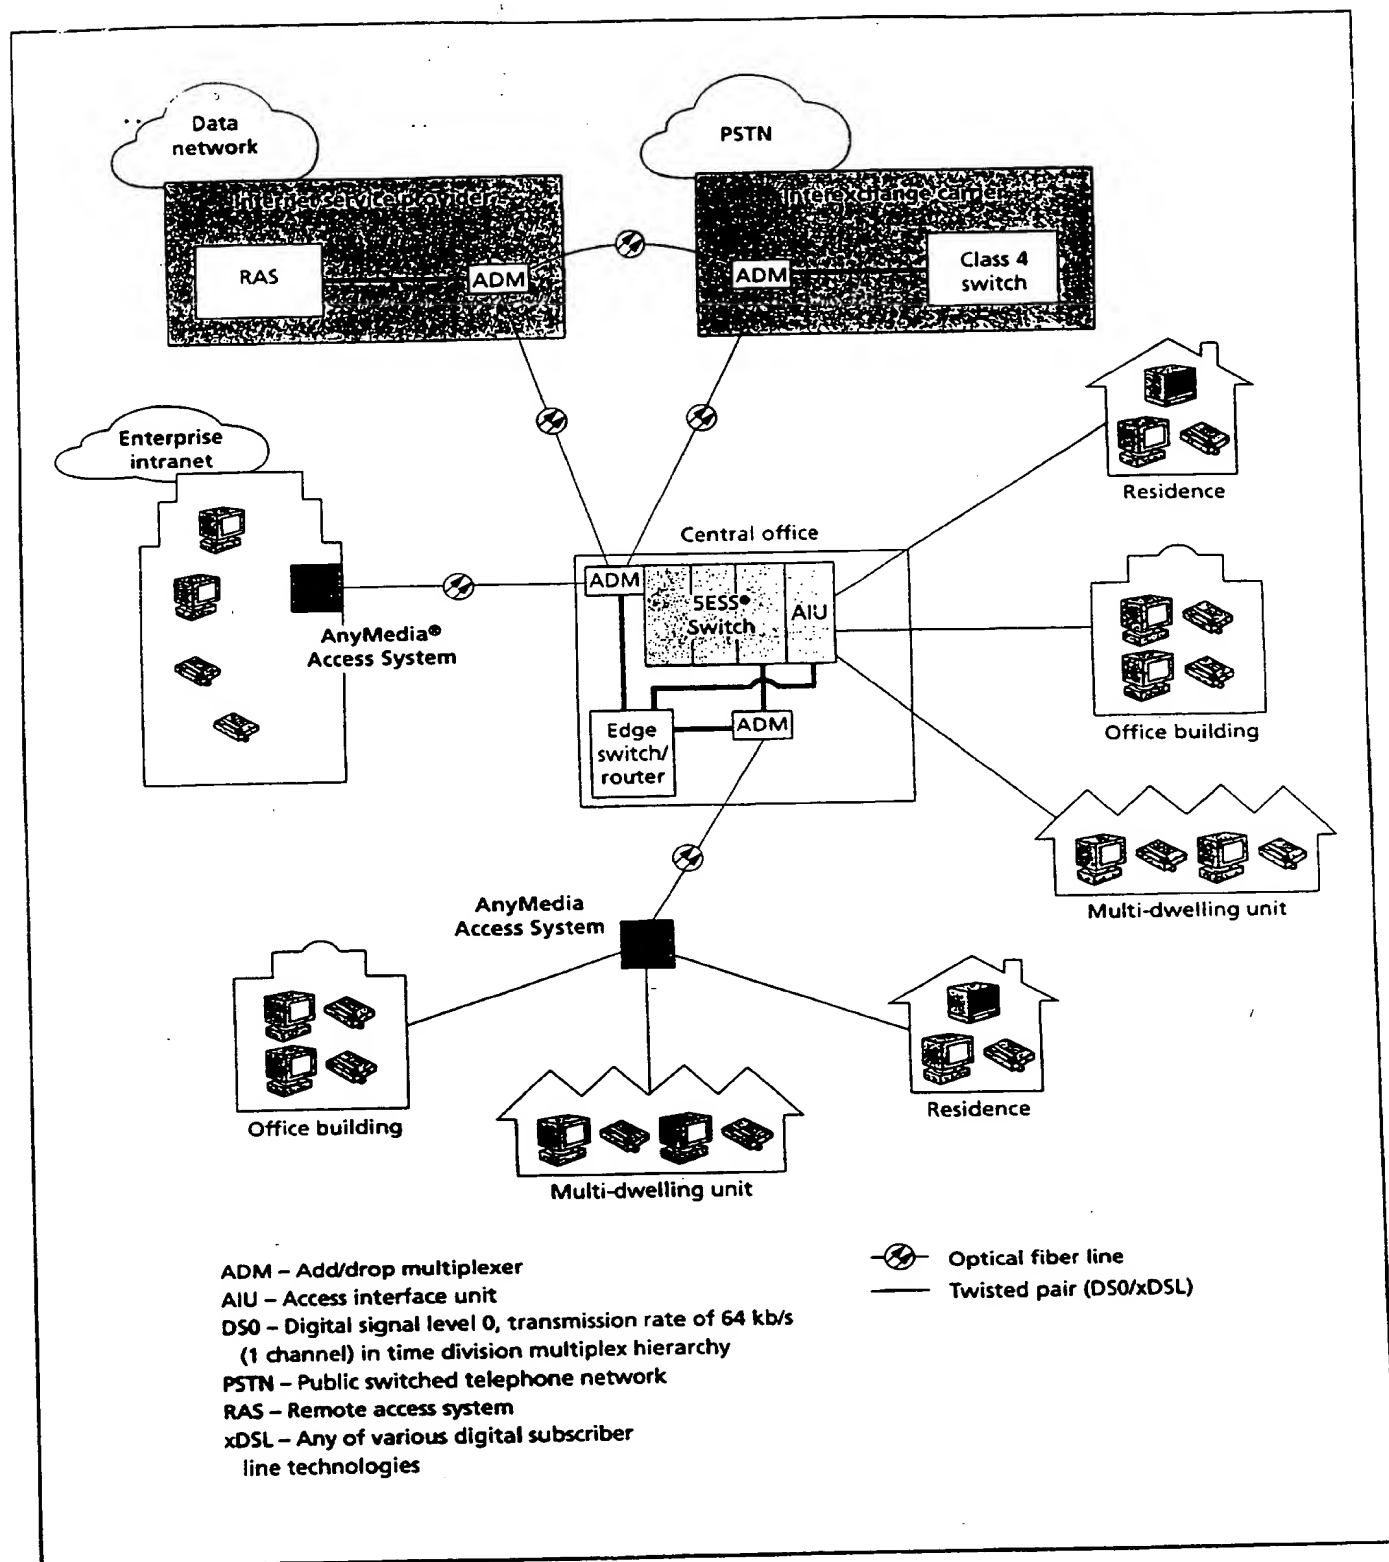 Data
network
PSTN
Internet service provider
Interexchange carrier
RAS
ADM
ADM
Class 4
switch
Enterprise
intranet
Residence
Central office
ADM
5ESS®
Switch
AIU
AnyMedia®
Access System
Edge
switch/
router
ADM
Office building
Multi-dwelling unit
AnyMedia
Access System
Office building
Residence
Multi-dwelling unit
ADM – Add/drop multiplexer
AIU – Access interface unit
DS0 – Digital signal level 0, transmission rate of 64 kb/s
(1 channel) in time division multiplex hierarchy
PSTN – Public switched telephone network
RAS – Remote access system
xDSL – Any of various digital subscriber
line technologies
Optical fiber line
Twisted pair (DS0/xDSL)